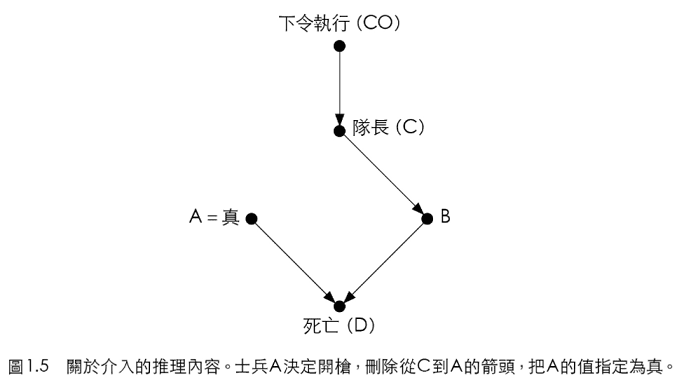 下令執行(CO)
隊長(C)
A=真
B
死亡(D)
圖1.5 關於介入的推理內容。士兵A決定開槍,刪除從C到A的箭頭,把A的值指定為真。